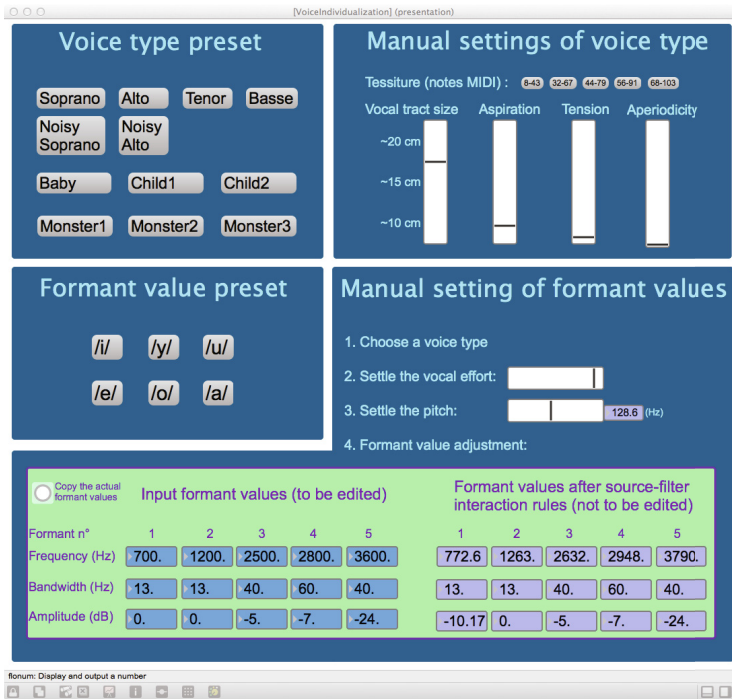 [VoiceIndividualization] (presentation)
Voice type preset
Soprano Alto Tenor Basse
Noisy Soprano Noisy Alto
Baby Child1 Child2
Monster1 Monster2 Monster3
Manual settings of voice type
Tessiture (notes MIDI) : 8-43 32-67 44-79 56-91 68-103
Vocal tract size Aspiration Tension Aperiodicity
~20 cm
~15 cm
~10 cm
Formant value preset
/i/ /y/ /u/
/e/ /o/ /a/
Manual setting of formant values
1. Choose a voice type
2. Settle the vocal effort:
3. Settle the pitch: 128.6 (Hz)
4. Formant value adjustment:
Copy the actual
formant values
Input formant values (to be edited)
Formant values after source-filter
interaction rules (not to be edited)
Formant n° 1 2 3 4 5 1 2 3 4 5
Frequency (Hz) 700. 1200. 2500. 2800. 3600. 772.6 1263. 2632. 2948. 3790.
Bandwidth (Hz) 13. 13. 40. 60. 40. 13. 13. 40. 60. 40.
Amplitude (dB) 0. 0. -5. -7. -24. -10.17 0. -5. -7. -24.
flonum: Display and output a number